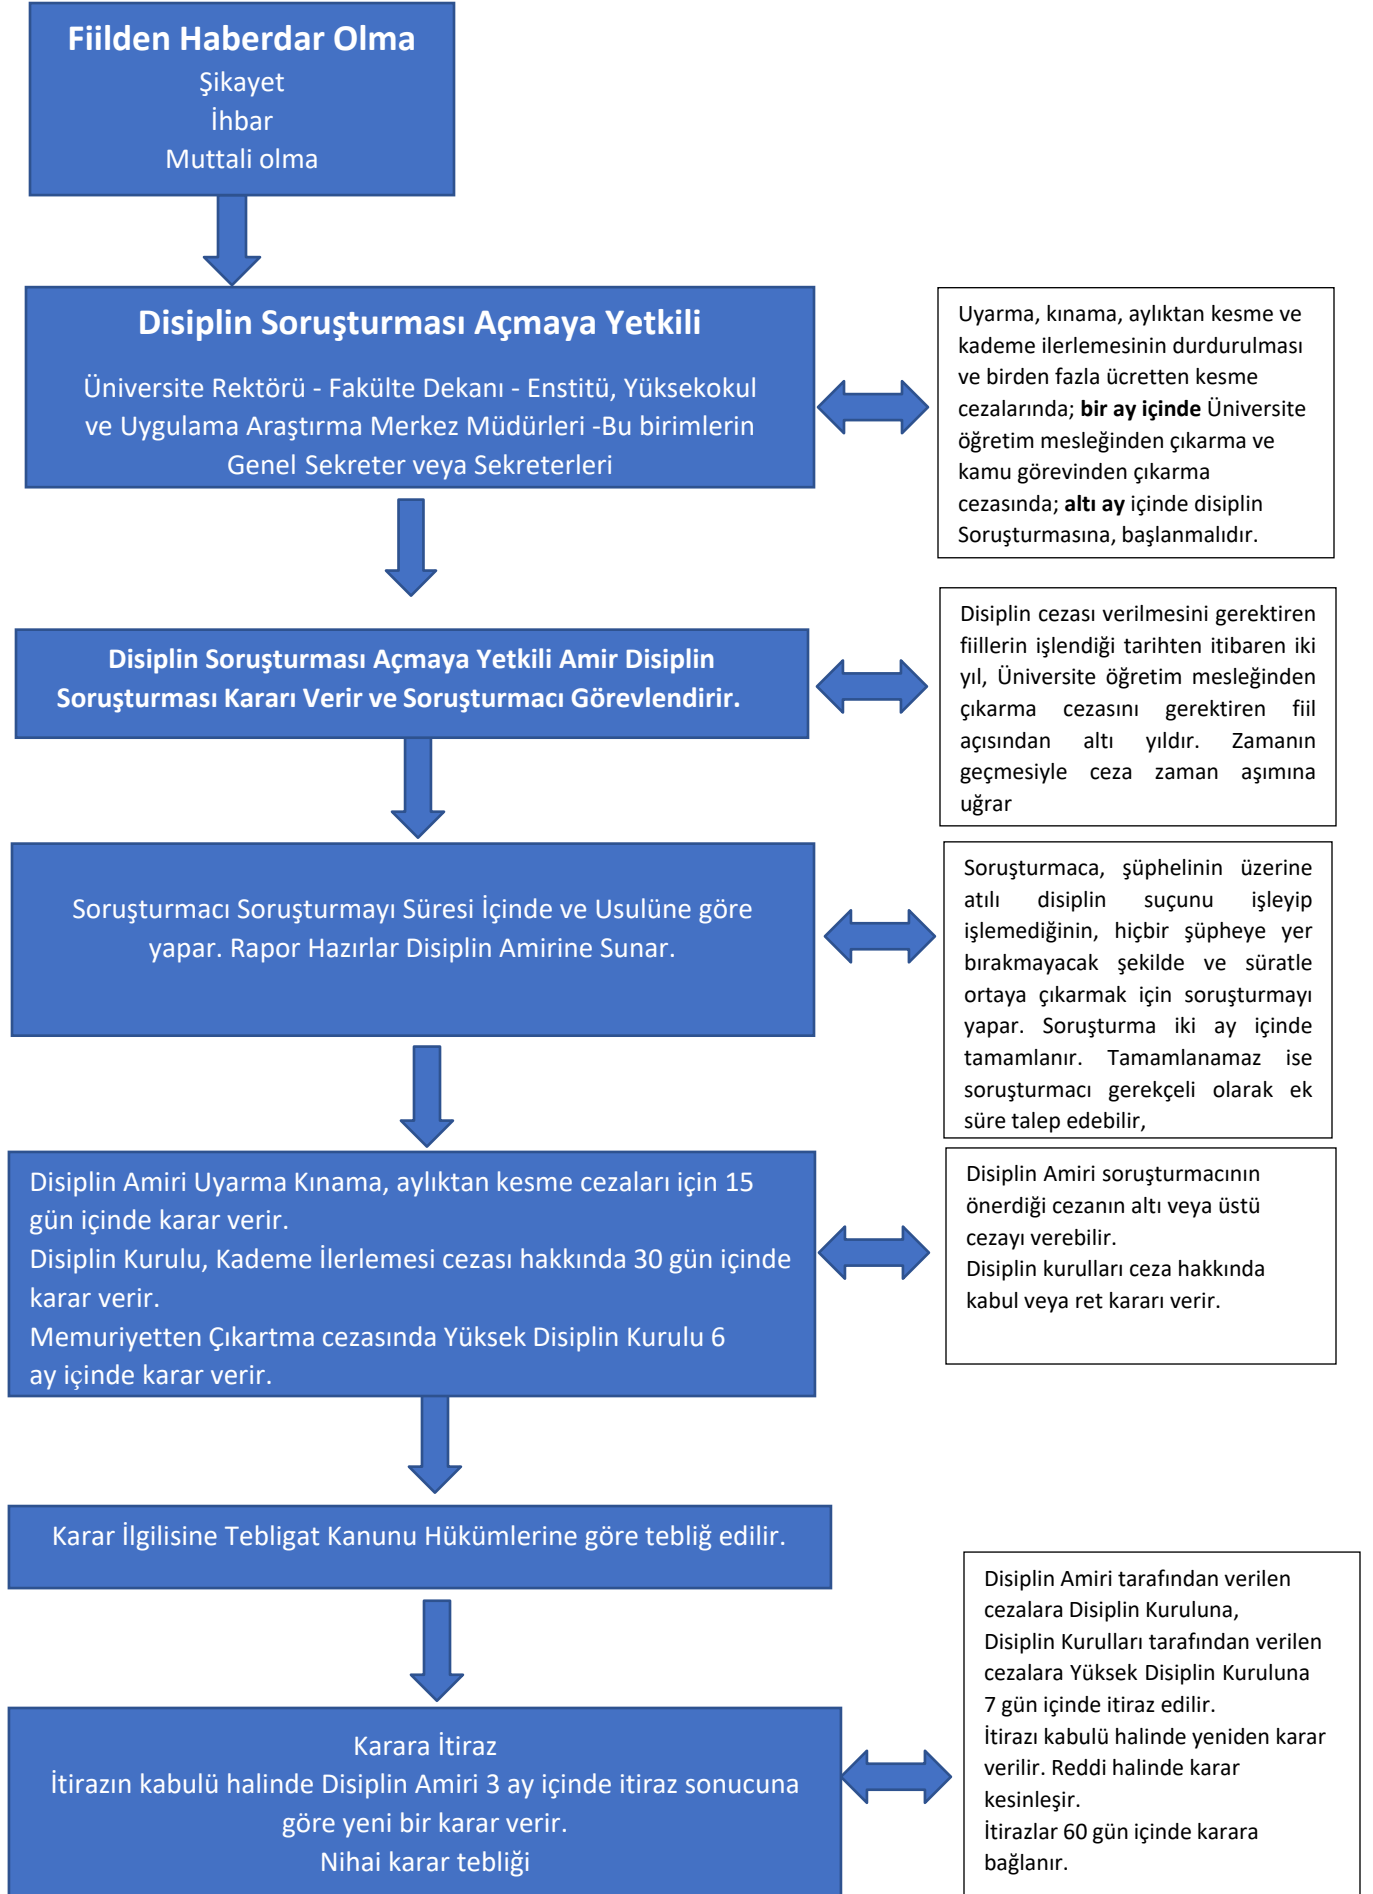 Fiilden Haberdar Olma
Şikayet
İhbar
Muttali olma
Disiplin Soruşturması Açmaya Yetkili
Üniversite Rektörü - Fakülte Dekanı - Enstitü, Yüksekokul
ve Uygulama Araştırma Merkez Müdürleri -Bu birimlerin
Genel Sekreter veya Sekreterleri
Uyarma, kınama, aylıktan kesme ve
kademe ilerlemesinin durdurulması
ve birden fazla ücretten kesme
cezalarında; bir ay içinde Üniversite
öğretim mesleğinden çıkarma ve
kamu görevinden çıkarma
cezasında; altı ay içinde disiplin
Soruşturmasına, başlanmalıdır.
Disiplin Soruşturması Açmaya Yetkili Amir Disiplin
Soruşturması Kararı Verir ve Soruşturmacı Görevlendirir.
Disiplin cezası verilmesini gerektiren
fiillerin işlendiği tarihten itibaren iki
yıl, Üniversite öğretim mesleğinden
çıkarma cezasını gerektiren fiil
açısından altı yıldır. Zamanın
geçmesiyle ceza zaman aşımına
uğrar
Soruşturmacı Soruşturmayı Süresi İçinde ve Usulüne göre
yapar. Rapor Hazırlar Disiplin Amirine Sunar.
Soruşturmaca, şüphelinin üzerine
atılı disiplin suçunu işleyip
işlemediğinin, hiçbir şüpheye yer
bırakmayacak şekilde ve süratle
ortaya çıkarmak için soruşturmayı
yapar. Soruşturma iki ay içinde
tamamlanır. Tamamlanamaz ise
soruşturmacı gerekçeli olarak ek
süre talep edebilir,
Disiplin Amiri Uyarma Kınama, aylıktan kesme cezaları için 15
gün içinde karar verir.
Disiplin Kurulu, Kademe İlerlemesi cezası hakkında 30 gün içinde
karar verir.
Memuriyetten Çıkartma cezasında Yüksek Disiplin Kurulu 6
ay içinde karar verir.
Disiplin Amiri soruşturmacının
önerdiği cezanın altı veya üstü
cezayı verebilir.
Disiplin kurulları ceza hakkında
kabul veya ret kararı verir.
Karar İlgilisine Tebligat Kanunu Hükümlerine göre tebliğ edilir.
Disiplin Amiri tarafından verilen
cezalara Disiplin Kuruluna,
Disiplin Kurulları tarafından verilen
cezalara Yüksek Disiplin Kuruluna
7 gün içinde itiraz edilir.
İtirazı kabulü halinde yeniden karar
verilir. Reddi halinde karar
kesinleşir.
İtirazlar 60 gün içinde karara
bağlanır.
Karara İtiraz
İtirazın kabulü halinde Disiplin Amiri 3 ay içinde itiraz sonucuna
göre yeni bir karar verir.
Nihai karar tebliği